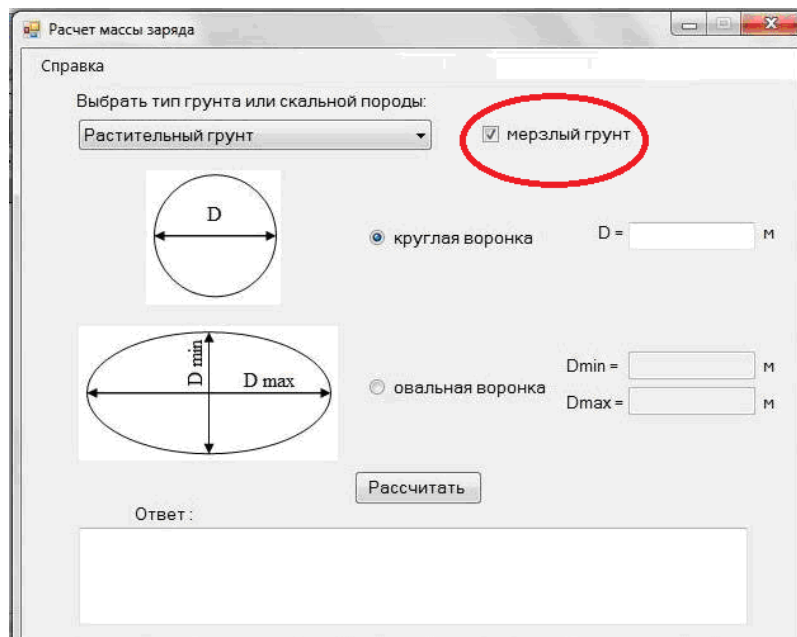 Расчет массы заряда
Справка
Выбрать тип грунта или скальной породы:
Растительный грунт
мерзлый грунт
D
круглая воронка
D =
м
D min
D max
овальная воронка
Dmin =
м
Dmax =
м
Рассчитать
Ответ :